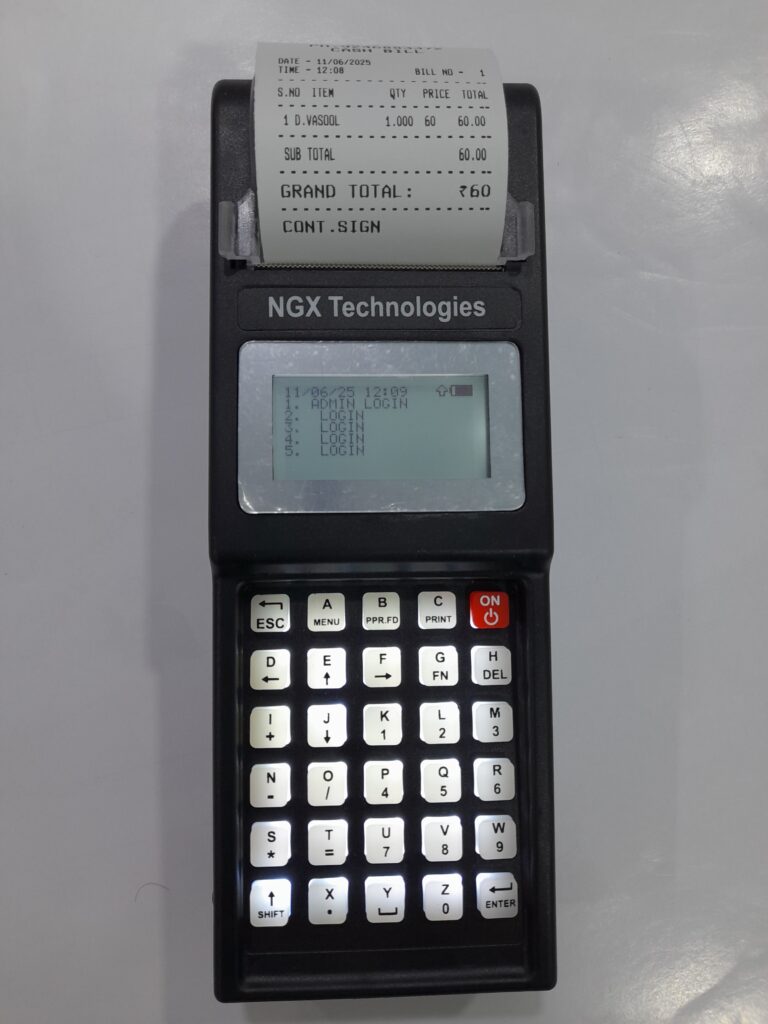 CASH BILL
DATE - 11/06/2025
TIME - 12:08 BILL NO - 1
S.NO ITEM QTY PRICE TOTAL
1 D.VASOOL 1.000 60 60.00
SUB TOTAL 60.00
GRAND TOTAL: ₹60
CONT.SIGN
NGX Technologies
11/06/25 12:09
1. ADMIN LOGIN
2. LOGIN
3. LOGIN
4. LOGIN
5. LOGIN
ESC A MENU B PPR.FD C PRINT ON
D ← E ↑ F → G FN H DEL
I + J ↓ K 1 L 2 M 3
N - O / P 4 Q 5 R 6
S * T = U 7 V 8 W 9
↑ SHIFT X . Y Z 0 ENTER